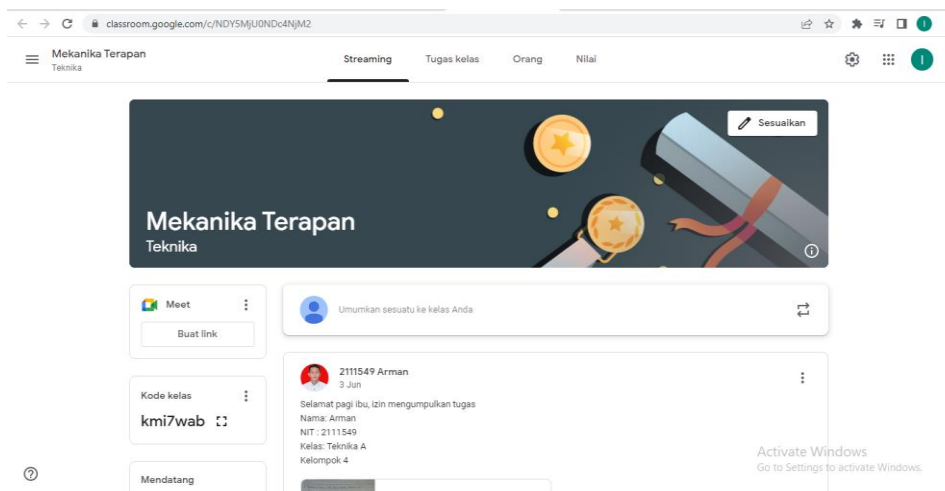 classroom.google.com/c/NDY5MjU0NDc4NjM2
Mekanika Terapan
Teknika
Streaming
Tugas kelas
Orang
Nilai
I
I
Sesuaikan
Mekanika Terapan
Teknika
Meet
Buat link
Umumkan sesuatu ke kelas Anda
2111549 Arman
3 Jun
Selamat pagi ibu, izin mengumpulkan tugas
Nama: Arman
NIT : 2111549
Kelas: Teknika A
Kelompok 4
Kode kelas
kmi7wab
Mendatang
Activate Windows
Go to Settings to activate Windows.